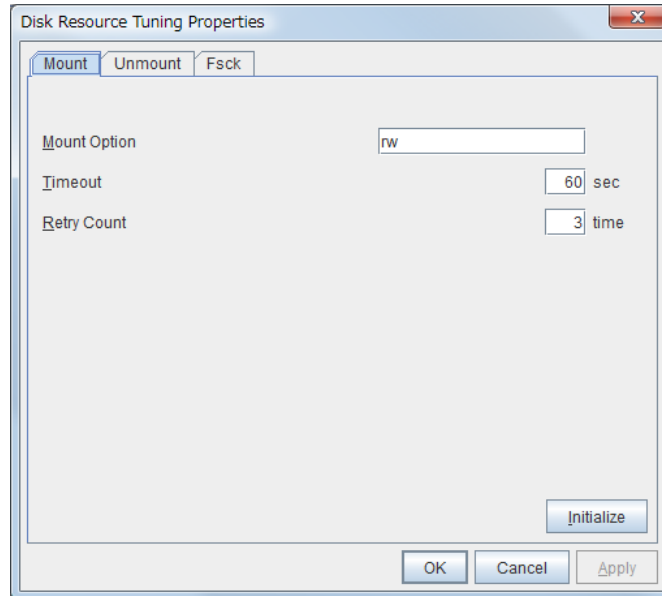 Disk Resource Tuning Properties
Mount Unmount Fsck
Mount Option rw
Timeout 60 sec
Retry Count 3 time
Initialize
OK Cancel Apply